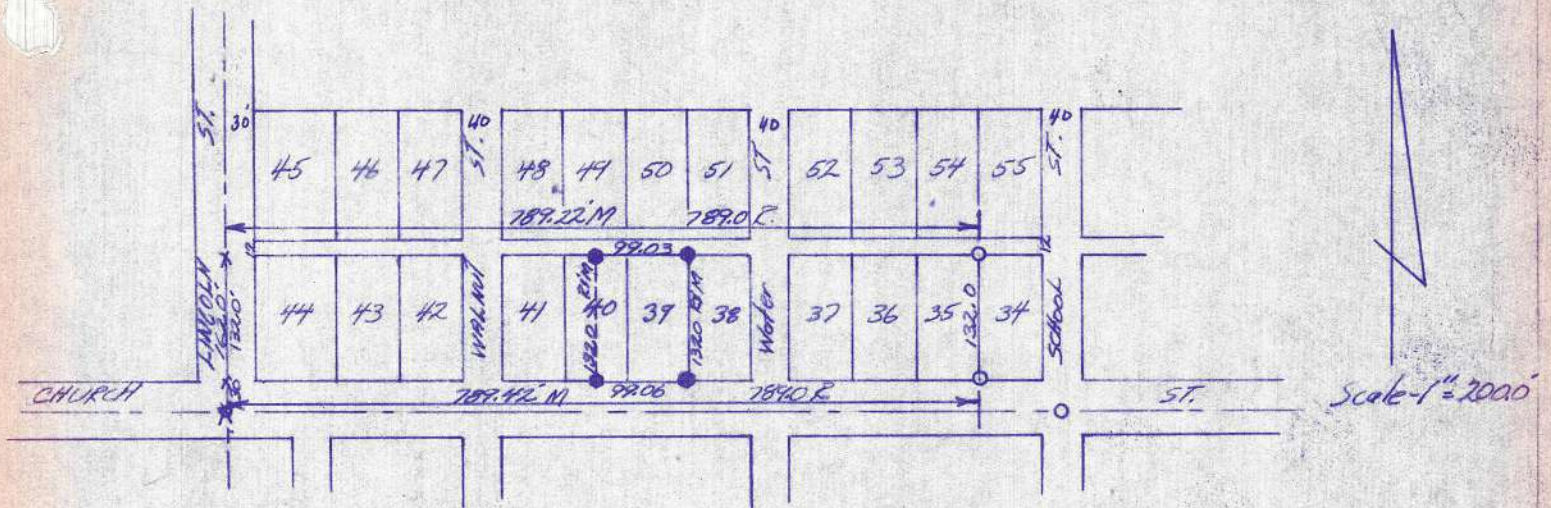 LINCOLN ST.
30'
WALNUT ST.
40
Water ST
40
SCHOOL ST.
40
45 46 47 48 49 50 51 52 53 54 55
789.22' M 789.0 R.
12
99.03
12
132.0'
132.0 R/M
132.0 R&M
132.0
44 43 42 41 40 39 38 37 36 35 34
30'
CHURCH ST.
789.42' M 99.06 789.0 R
Scale-1"=200.0'